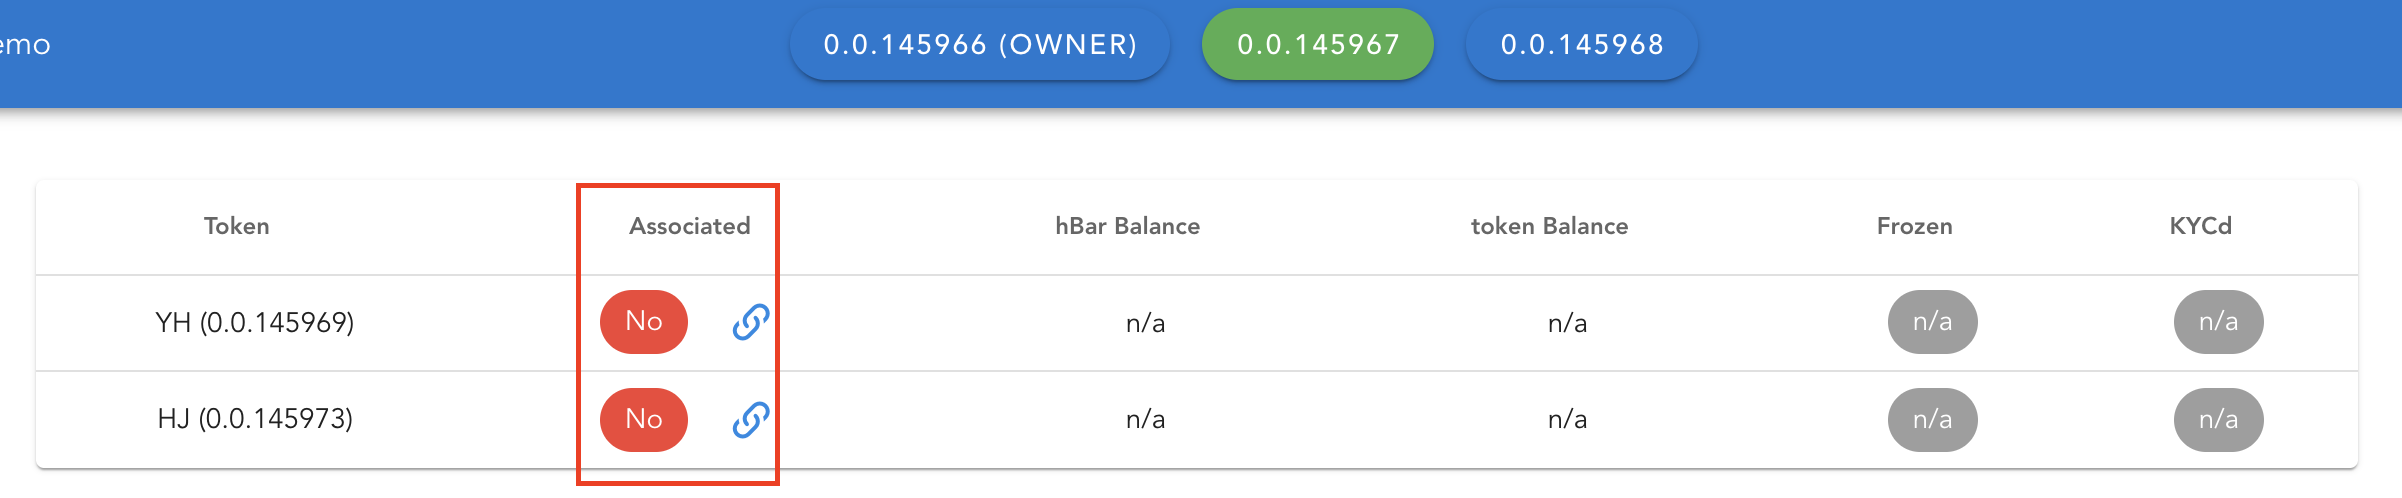 emo 0.0.145966 (OWNER) 0.0.145967 0.0.145968
Token Associated hBar Balance token Balance Frozen KYCd
YH (0.0.145969) No n/a n/a n/a n/a
HJ (0.0.145973) No n/a n/a n/a n/a